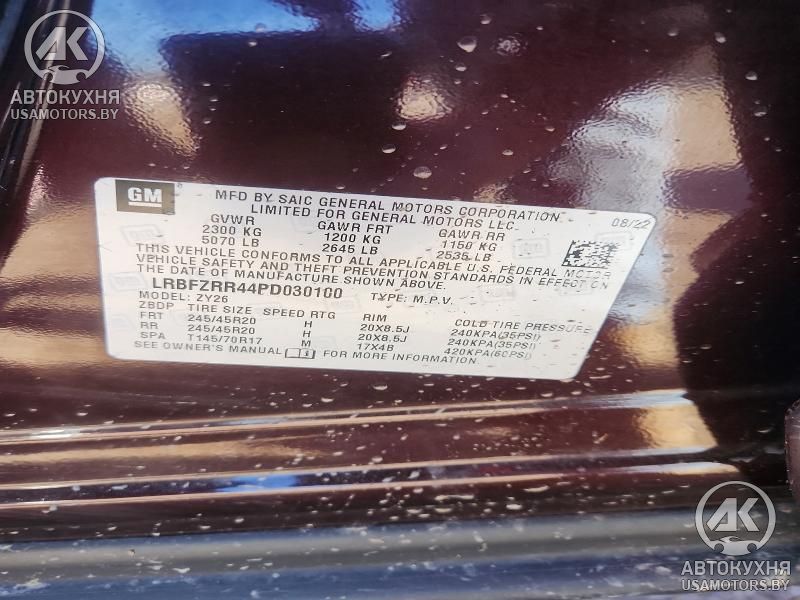 АК
АВТОКУХНЯ
USAMOTORS.BY
GM
MFD BY SAIC GENERAL MOTORS CORPORATION
LIMITED FOR GENERAL MOTORS LLC. 08/22
GVWR GAWR FRT GAWR RR
2300 KG 1200 KG 1150 KG
5070 LB 2645 LB 2535 LB
THIS VEHICLE CONFORMS TO ALL APPLICABLE U.S. FEDERAL MOTOR
VEHICLE SAFETY AND THEFT PREVENTION STANDARDS IN EFFECT ON
THE DATE OF MANUFACTURE SHOWN ABOVE.
LRBFZRR44PD030100 TYPE: M.P.V.
MODEL: ZY26
ZBDP TIRE SIZE SPEED RTG RIM COLD TIRE PRESSURE
FRT 245/45R20 H 20X8.5J 240KPA(35PSI)
RR 245/45R20 H 20X8.5J 240KPA(35PSI)
SPA T145/70R17 M 17X4B 420KPA(60PSI)
SEE OWNER'S MANUAL FOR MORE INFORMATION.
АК
АВТОКУХНЯ
USAMOTORS.BY